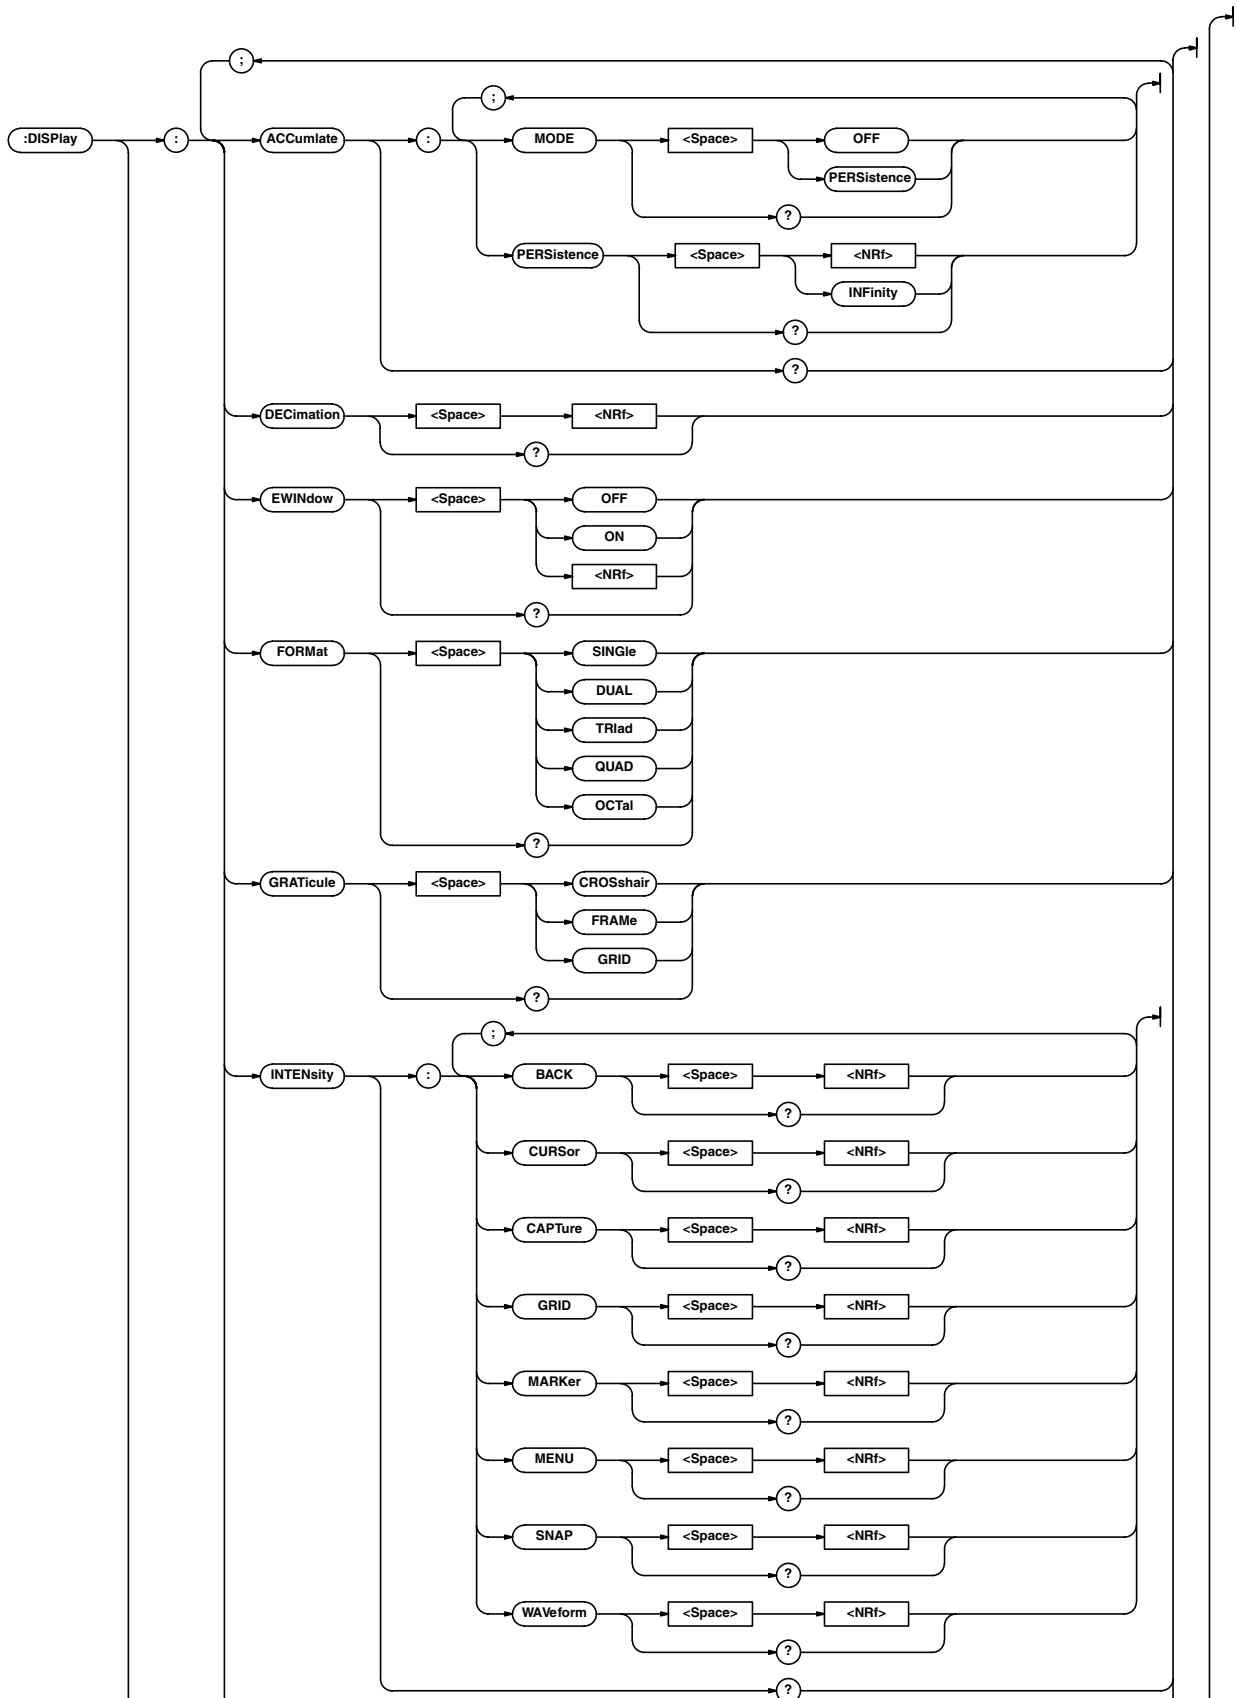 ;
;
:DISPlay : ACCumlate : MODE <Space> OFF
PERSistence
?
PERSistence <Space> <NRf>
INFinity
?
?
DECimation <Space> <NRf>
?
EWINdow <Space> OFF
ON
<NRf>
?
FORMat <Space> SINGle
DUAL
TRIad
QUAD
OCTal
?
GRATicule <Space> CROSshair
FRAMe
GRID
?
;
INTENsity : BACK <Space> <NRf>
?
CURSor <Space> <NRf>
?
CAPTure <Space> <NRf>
?
GRID <Space> <NRf>
?
MARKer <Space> <NRf>
?
MENU <Space> <NRf>
?
SNAP <Space> <NRf>
?
WAVeform <Space> <NRf>
?
?